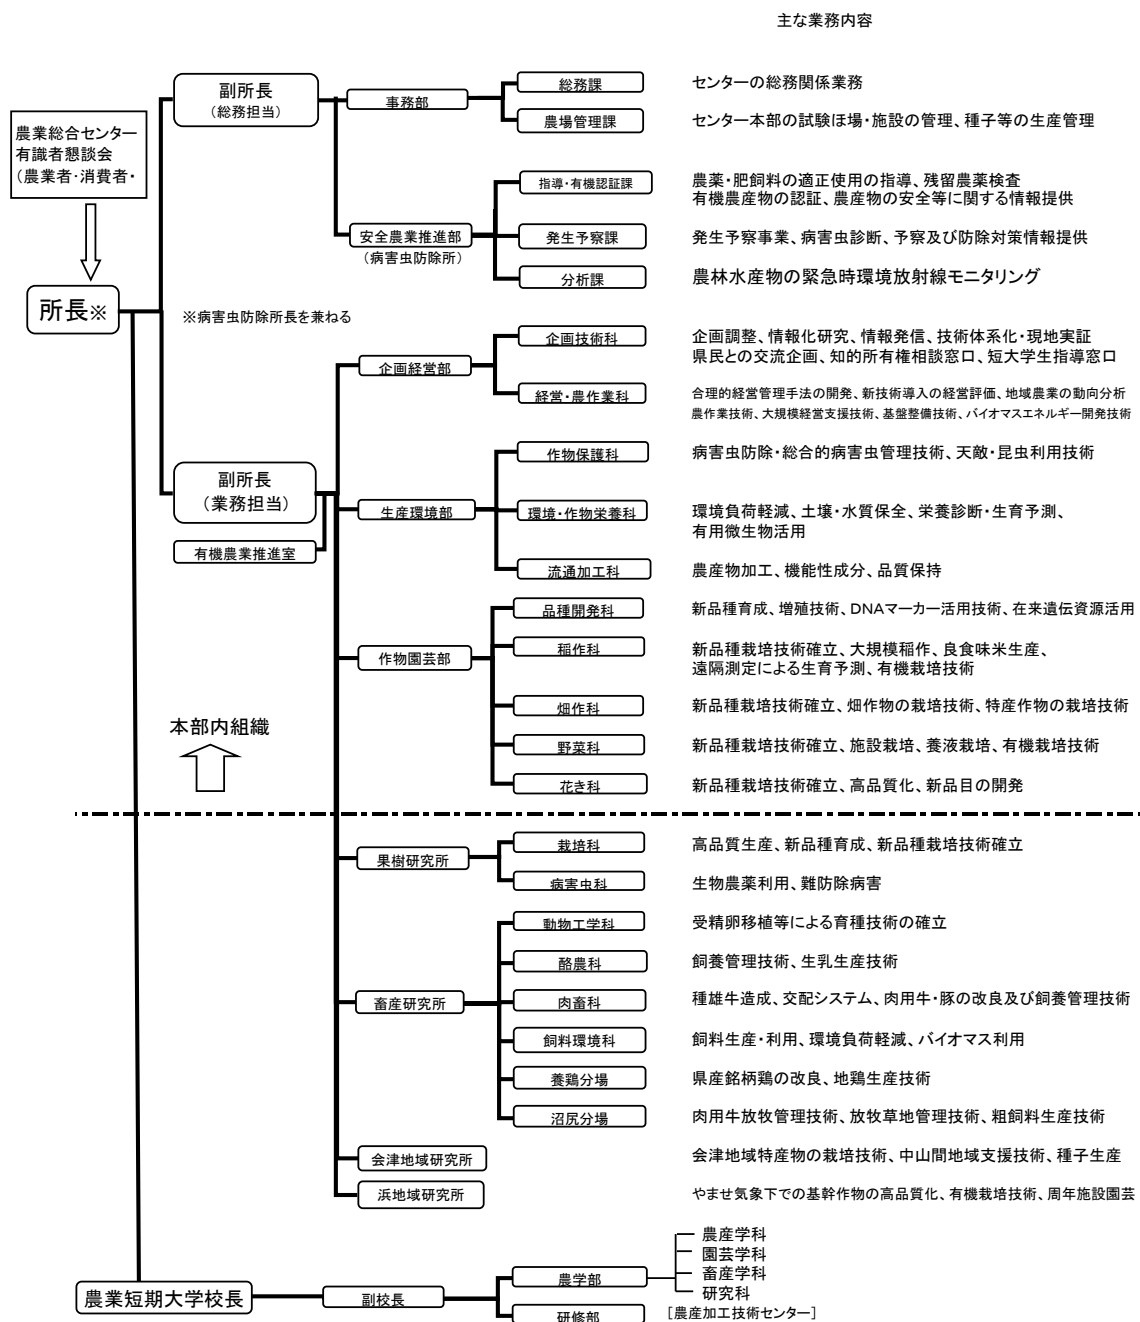 主な業務内容
副所長
（総務担当）
事務部
総務課
センターの総務関係業務
農場管理課
センター本部の試験ほ場・施設の管理、種子等の生産管理
農業総合センター
有識者懇談会
（農業者・消費者・
指導・有機認証課
農薬・肥飼料の適正使用の指導、残留農薬検査
有機農産物の認証、農産物の安全等に関する情報提供
安全農業推進部
（病害虫防除所）
発生予察課
発生予察事業、病害虫診断、予察及び防除対策情報提供
分析課
農林水産物の緊急時環境放射線モニタリング
所長※
※病害虫防除所長を兼ねる
企画経営部
企画技術科
企画調整、情報化研究、情報発信、技術体系化・現地実証
県民との交流企画、知的所有権相談窓口、短大学生指導窓口
経営・農作業科
合理的経営管理手法の開発、新技術導入の経営評価、地域農業の動向分析
農作業技術、大規模経営支援技術、基盤整備技術、バイオマスエネルギー開発技術
副所長
（業務担当）
有機農業推進室
生産環境部
作物保護科
病害虫防除・総合的病害虫管理技術、天敵・昆虫利用技術
環境・作物栄養科
環境負荷軽減、土壌・水質保全、栄養診断・生育予測、
有用微生物活用
流通加工科
農産物加工、機能性成分、品質保持
作物園芸部
品種開発科
新品種育成、増殖技術、DNAマーカー活用技術、在来遺伝資源活用
稲作科
新品種栽培技術確立、大規模稲作、良食味米生産、
遠隔測定による生育予測、有機栽培技術
畑作科
新品種栽培技術確立、畑作物の栽培技術、特産作物の栽培技術
野菜科
新品種栽培技術確立、施設栽培、養液栽培、有機栽培技術
花き科
新品種栽培技術確立、高品質化、新品目の開発
本部内組織
果樹研究所
栽培科
高品質生産、新品種育成、新品種栽培技術確立
病害虫科
生物農薬利用、難防除病害
畜産研究所
動物工学科
受精卵移植等による育種技術の確立
酪農科
飼養管理技術、生乳生産技術
肉畜科
種雄牛造成、交配システム、肉用牛・豚の改良及び飼養管理技術
飼料環境科
飼料生産・利用、環境負荷軽減、バイオマス利用
養鶏分場
県産銘柄鶏の改良、地鶏生産技術
沼尻分場
肉用牛放牧管理技術、放牧草地管理技術、粗飼料生産技術
会津地域研究所
会津地域特産物の栽培技術、中山間地域支援技術、種子生産
浜地域研究所
やませ気象下での基幹作物の高品質化、有機栽培技術、周年施設園芸
農業短期大学校長
副校長
農学部
農産学科
園芸学科
畜産学科
研究科
研修部
［農産加工技術センター］